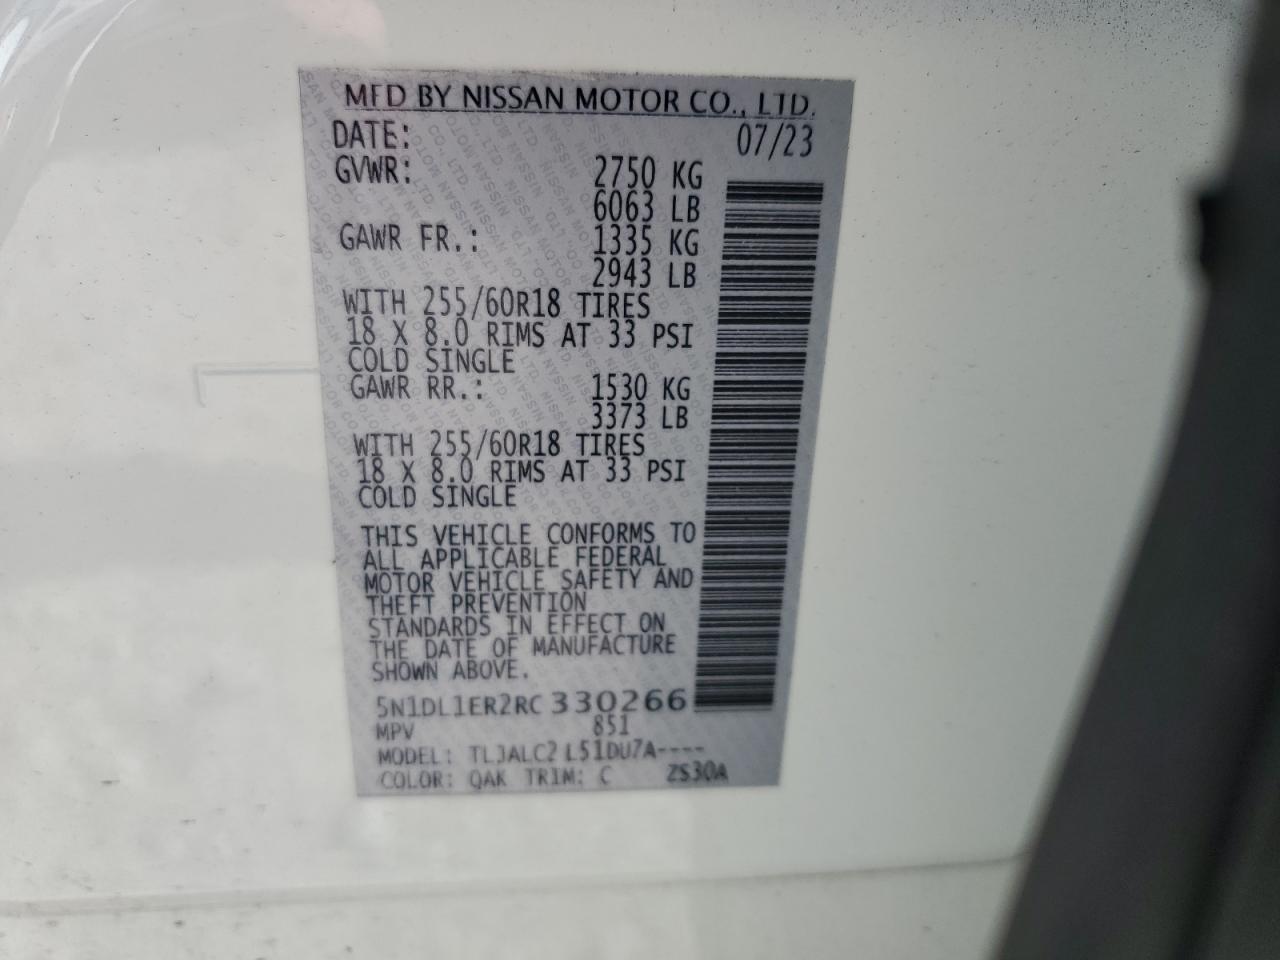 MFD BY NISSAN MOTOR CO., LTD.
DATE: 07/23
GVWR: 2750 KG
6063 LB
GAWR FR.: 1335 KG
2943 LB
WITH 255/60R18 TIRES
18 X 8.0 RIMS AT 33 PSI
COLD SINGLE
GAWR RR.: 1530 KG
3373 LB
WITH 255/60R18 TIRES
18 X 8.0 RIMS AT 33 PSI
COLD SINGLE
THIS VEHICLE CONFORMS TO
ALL APPLICABLE FEDERAL
MOTOR VEHICLE SAFETY AND
THEFT PREVENTION
STANDARDS IN EFFECT ON
THE DATE OF MANUFACTURE
SHOWN ABOVE.
5N1DL1ER2RC330266
MPV 851
MODEL: TLJALC2 L51DU7A----
COLOR: QAK TRIM: C ZS30A